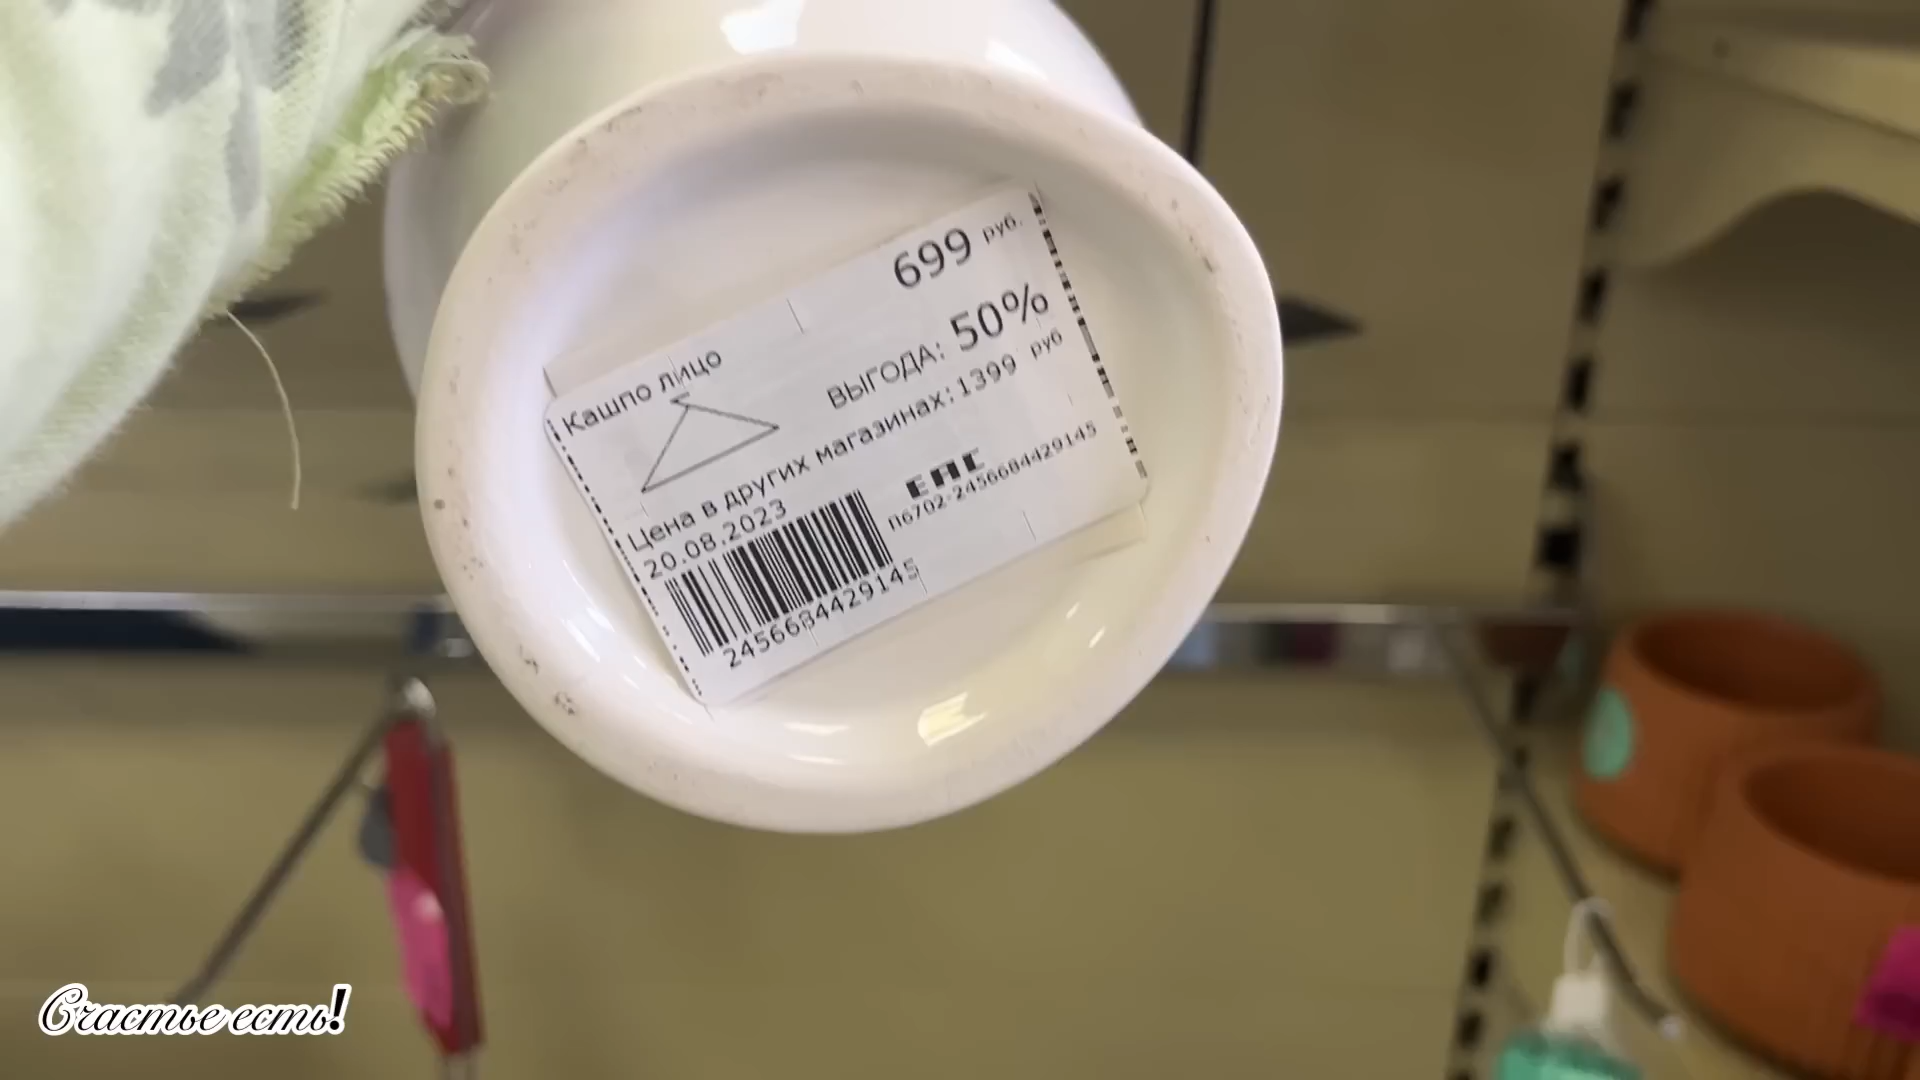 699 руб.
Кашпо лицо
ВЫГОДА: 50%
Цена в других магазинах: 1399 руб
20.08.2023
ЕАС
П6702-2456684429145
2456684429145
Счастье есть!